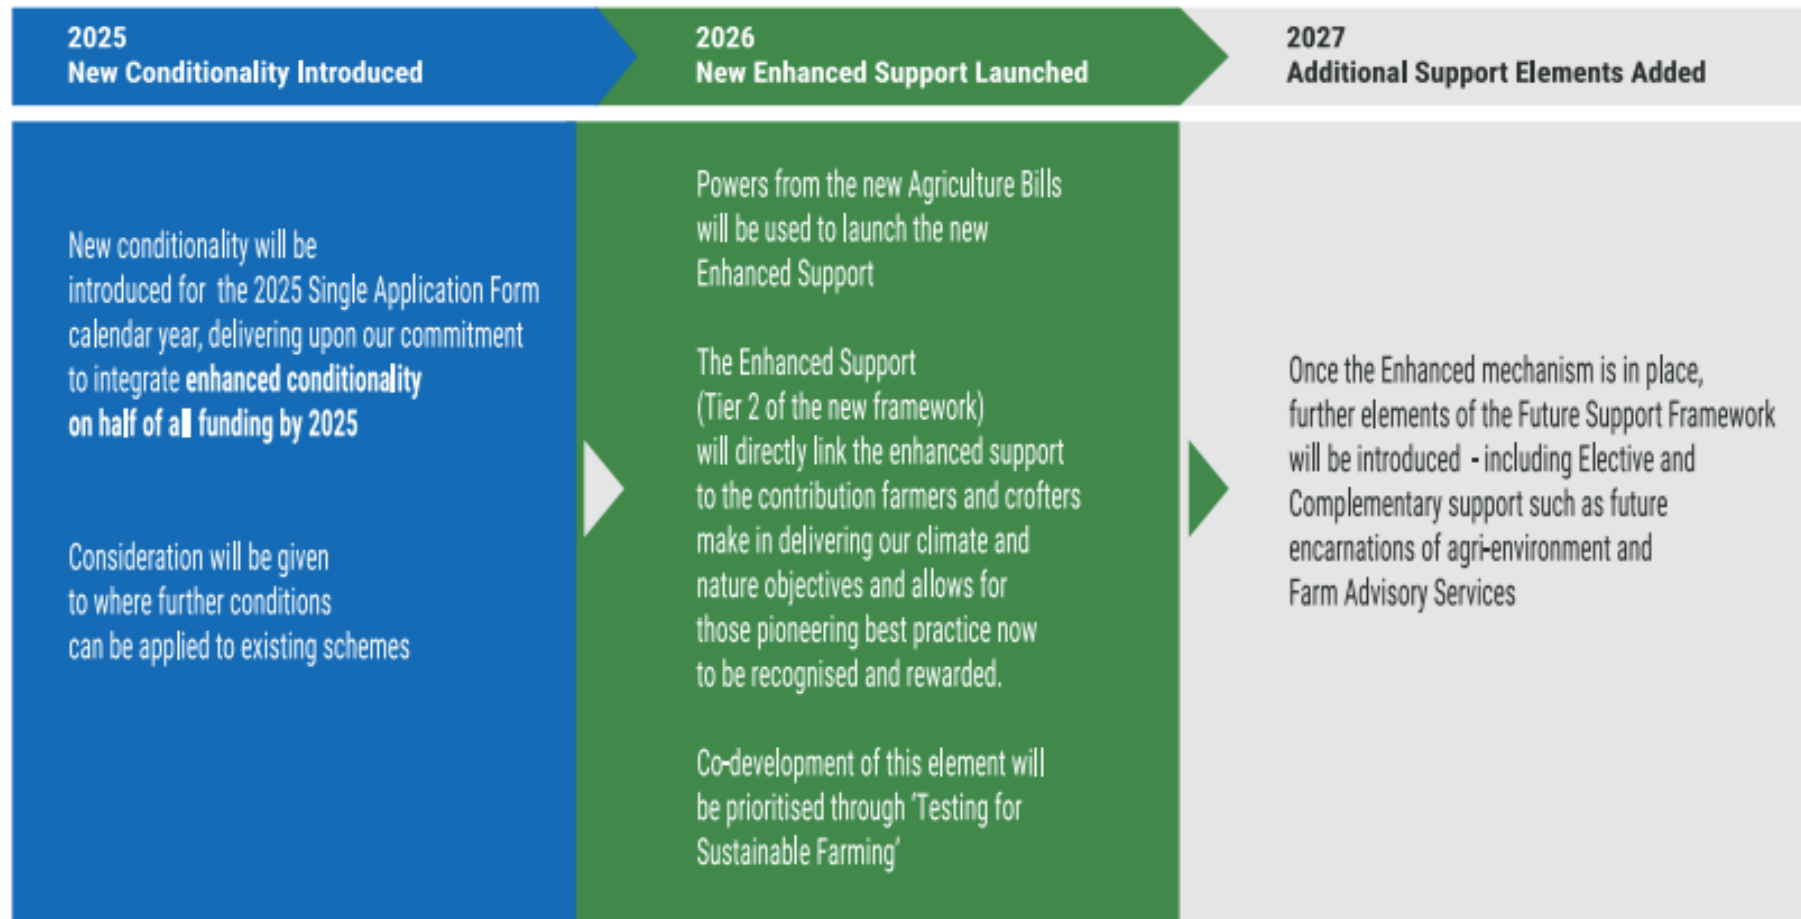 2025
New Conditionality Introduced
2026
New Enhanced Support Launched
2027
Additional Support Elements Added
New conditionality will be
introduced for the 2025 Single Application Form
calendar year, delivering upon our commitment
to integrate enhanced conditionality
on half of all funding by 2025
Consideration will be given
to where further conditions
can be applied to existing schemes
Powers from the new Agriculture Bills
will be used to launch the new
Enhanced Support
The Enhanced Support
(Tier 2 of the new framework)
will directly link the enhanced support
to the contribution farmers and crofters
make in delivering our climate and
nature objectives and allows for
those pioneering best practice now
to be recognised and rewarded.
Co-development of this element will
be prioritised through 'Testing for
Sustainable Farming'
Once the Enhanced mechanism is in place,
further elements of the Future Support Framework
will be introduced - including Elective and
Complementary support such as future
encarnations of agri-environment and
Farm Advisory Services